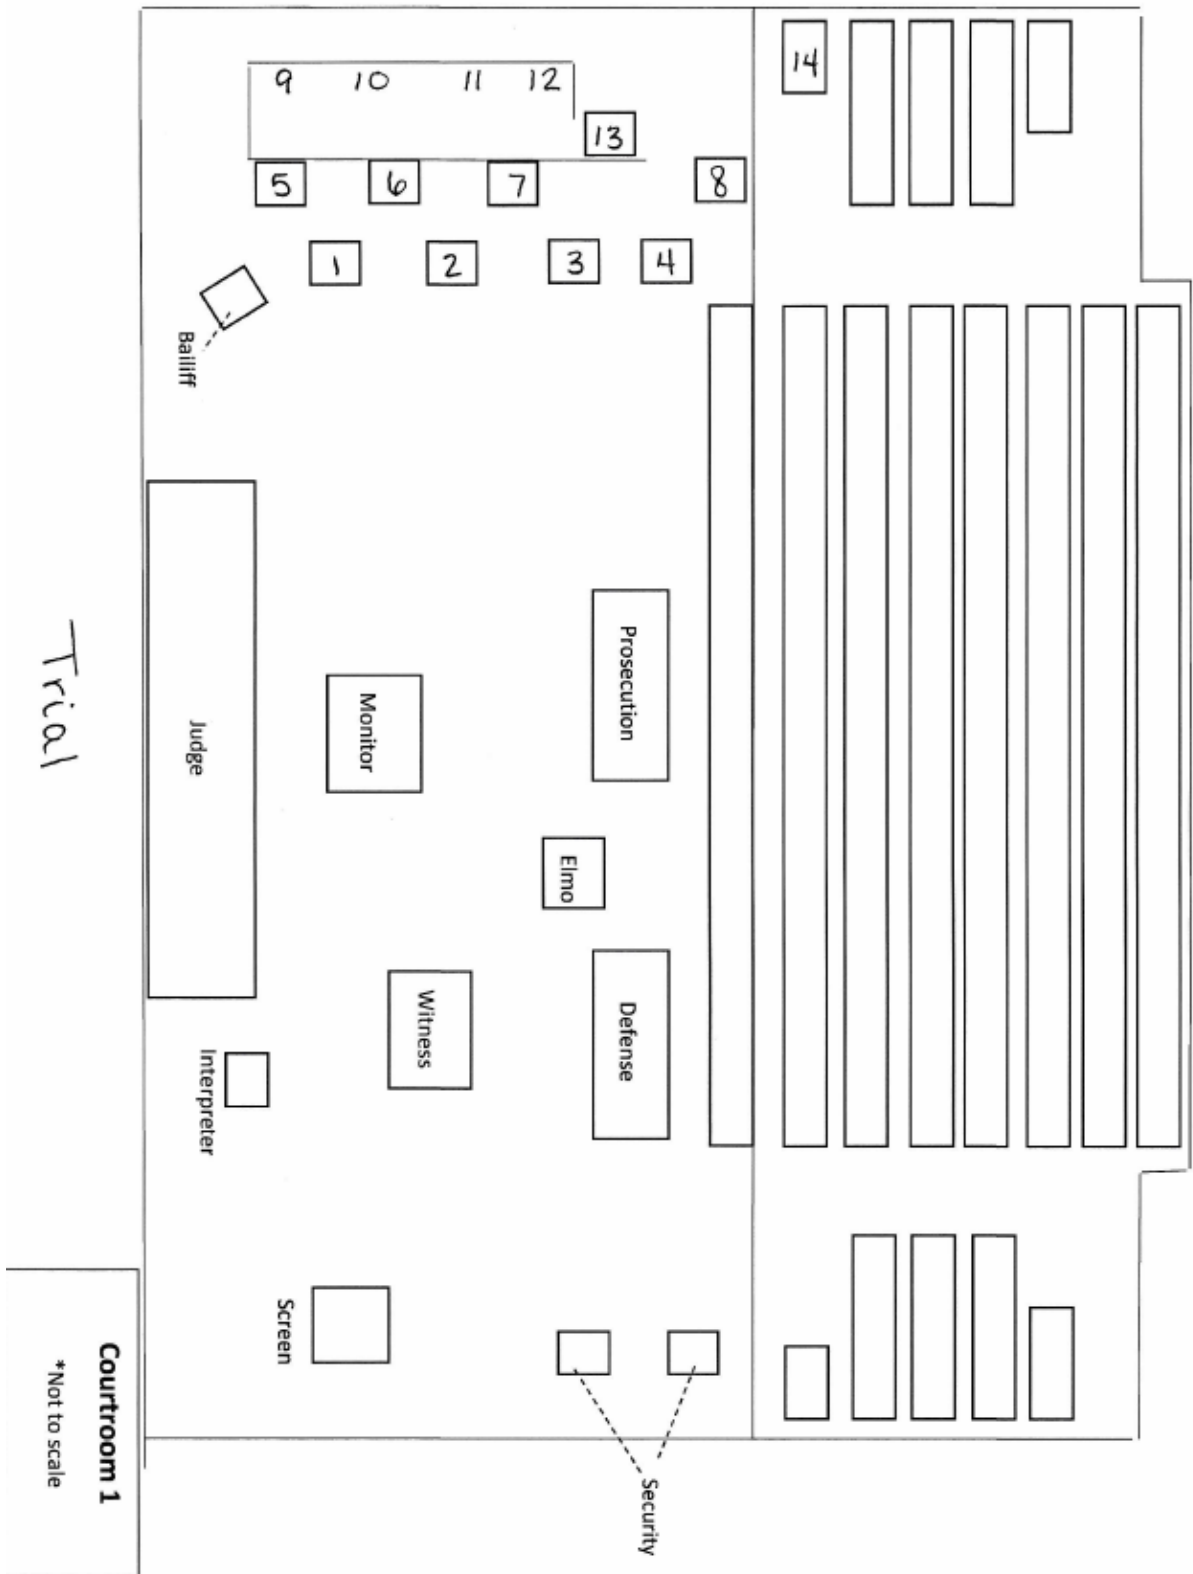 9 10 11 12
14
13
5 6 7 8
1 2 3 4
Bailiff
Prosecution
Monitor
Judge
Elmo
Defense
Witness
Interpreter
Screen
Security
Trial
Courtroom 1
*Not to scale